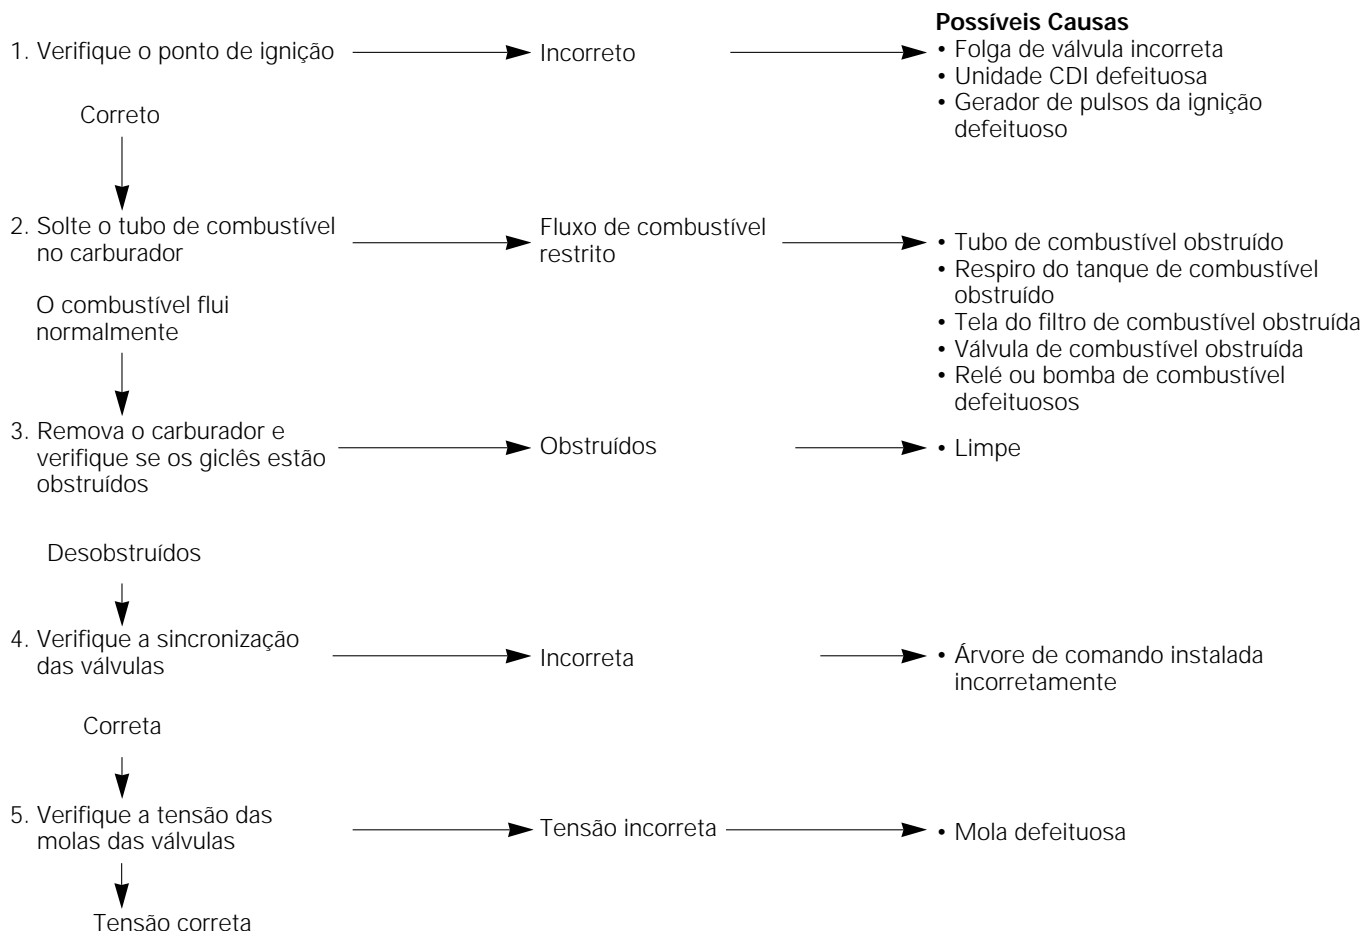 Possíveis Causas
1. Verifique o ponto de ignição
Incorreto
• Folga de válvula incorreta
• Unidade CDI defeituosa
• Gerador de pulsos da ignição
defeituoso
Correto
2. Solte o tubo de combustível
no carburador
Fluxo de combustível
restrito
• Tubo de combustível obstruído
• Respiro do tanque de combustível
obstruído
• Tela do filtro de combustível obstruída
• Válvula de combustível obstruída
• Relé ou bomba de combustível
defeituosos
O combustível flui
normalmente
3. Remova o carburador e
verifique se os giclês estão
obstruídos
Obstruídos
• Limpe
Desobstruídos
4. Verifique a sincronização
das válvulas
Incorreta
• Árvore de comando instalada
incorretamente
Correta
5. Verifique a tensão das
molas das válvulas
Tensão incorreta
• Mola defeituosa
Tensão correta